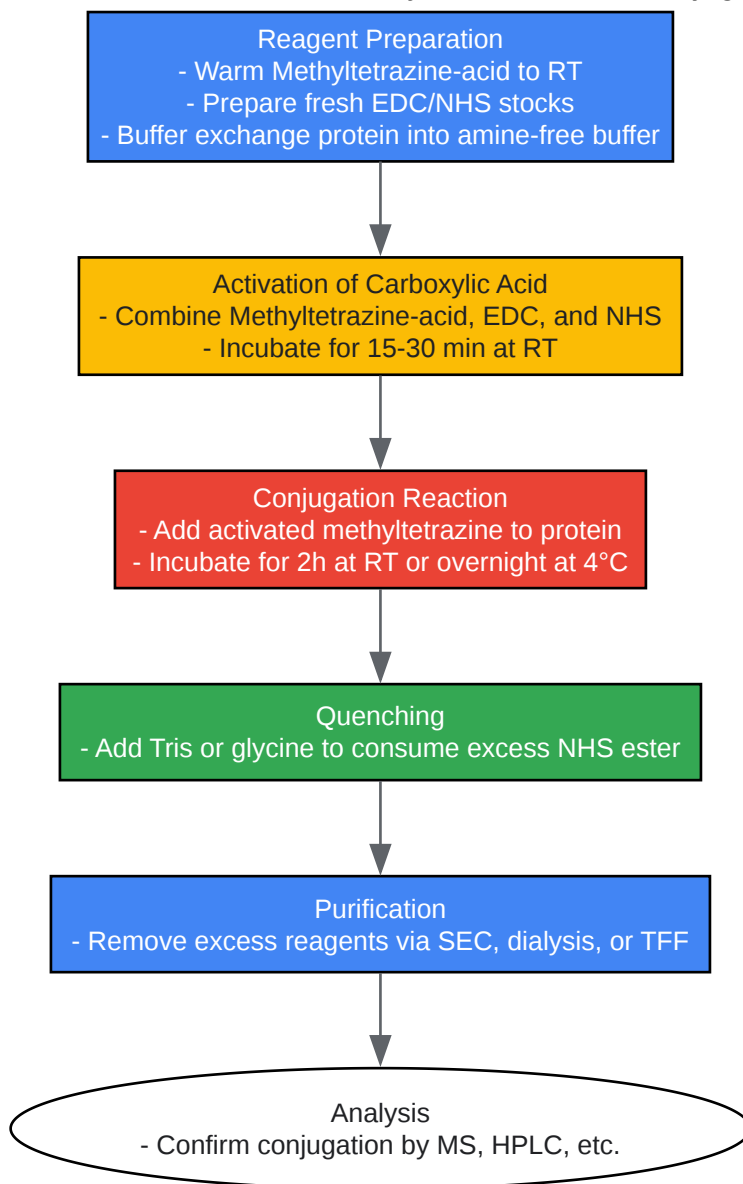 Reagent Preparation
- Warm Methyltetrazine-acid to RT
- Prepare fresh EDC/NHS stocks
- Buffer exchange protein into amine-free buffer
Activation of Carboxylic Acid
- Combine Methyltetrazine-acid, EDC, and NHS
- Incubate for 15-30 min at RT
Conjugation Reaction
- Add activated methyltetrazine to protein
- Incubate for 2h at RT or overnight at 4°C
Quenching
- Add Tris or glycine to consume excess NHS ester
Purification
- Remove excess reagents via SEC, dialysis, or TFF
Analysis
- Confirm conjugation by MS, HPLC, etc.